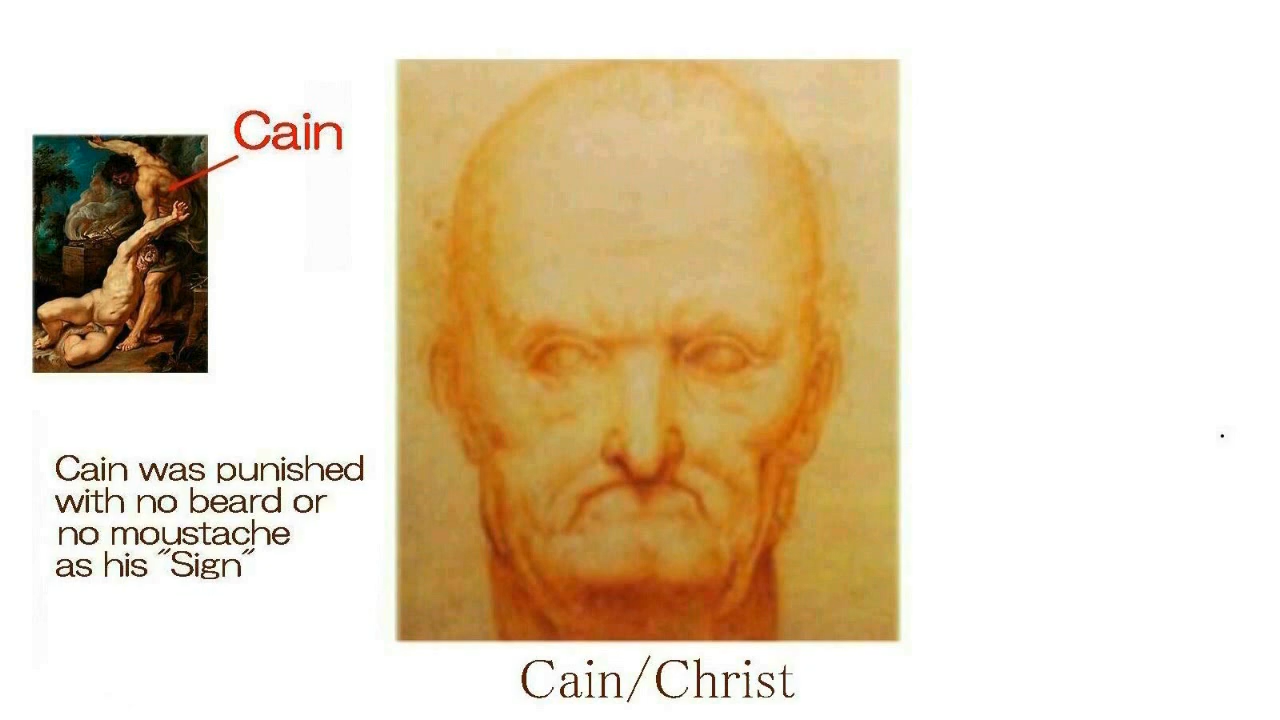 Cain
Cain was punished
with no beard or
no moustache
as his "Sign"
Cain/Christ